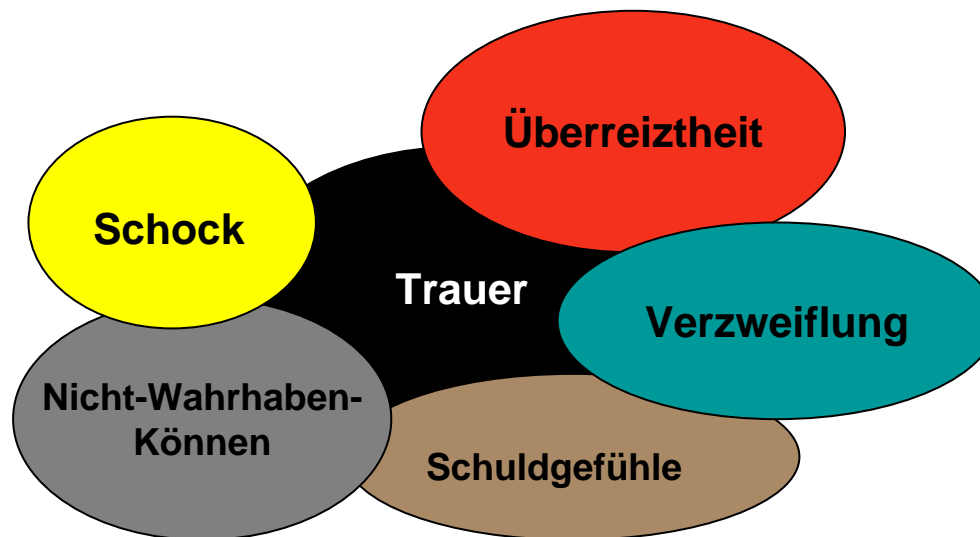 Überreiztheit
Schock
Trauer
Verzweiflung
Nicht-Wahrhaben-
Können
Schuldgefühle